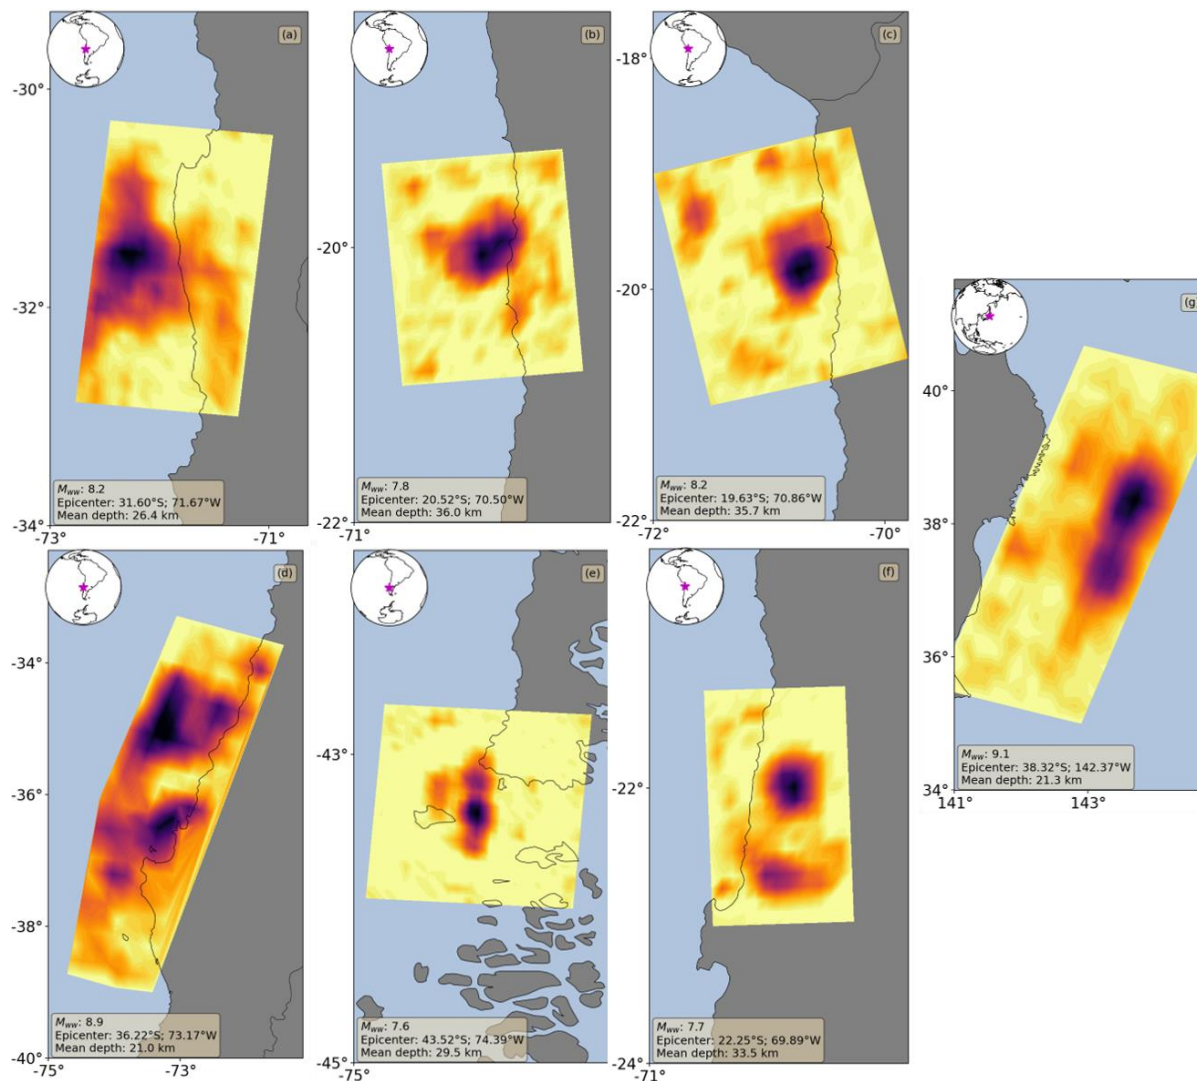 (a)
-30°
-32°
-34°
-73°
-71°
Mww: 8.2
Epicenter: 31.60°S; 71.67°W
Mean depth: 26.4 km
(b)
-20°
-22°
-71°
Mww: 7.8
Epicenter: 20.52°S; 70.50°W
Mean depth: 36.0 km
(c)
-18°
-20°
-22°
-72°
-70°
Mww: 8.2
Epicenter: 19.63°S; 70.86°W
Mean depth: 35.7 km
(d)
-34°
-36°
-38°
-40°
-75°
-73°
Mww: 8.9
Epicenter: 36.22°S; 73.17°W
Mean depth: 21.0 km
(e)
-43°
-45°
-75°
Mww: 7.6
Epicenter: 43.52°S; 74.39°W
Mean depth: 29.5 km
(f)
-22°
-24°
-71°
Mww: 7.7
Epicenter: 22.25°S; 69.89°W
Mean depth: 33.5 km
(g)
40°
38°
36°
34°
141°
143°
Mww: 9.1
Epicenter: 38.32°S; 142.37°W
Mean depth: 21.3 km